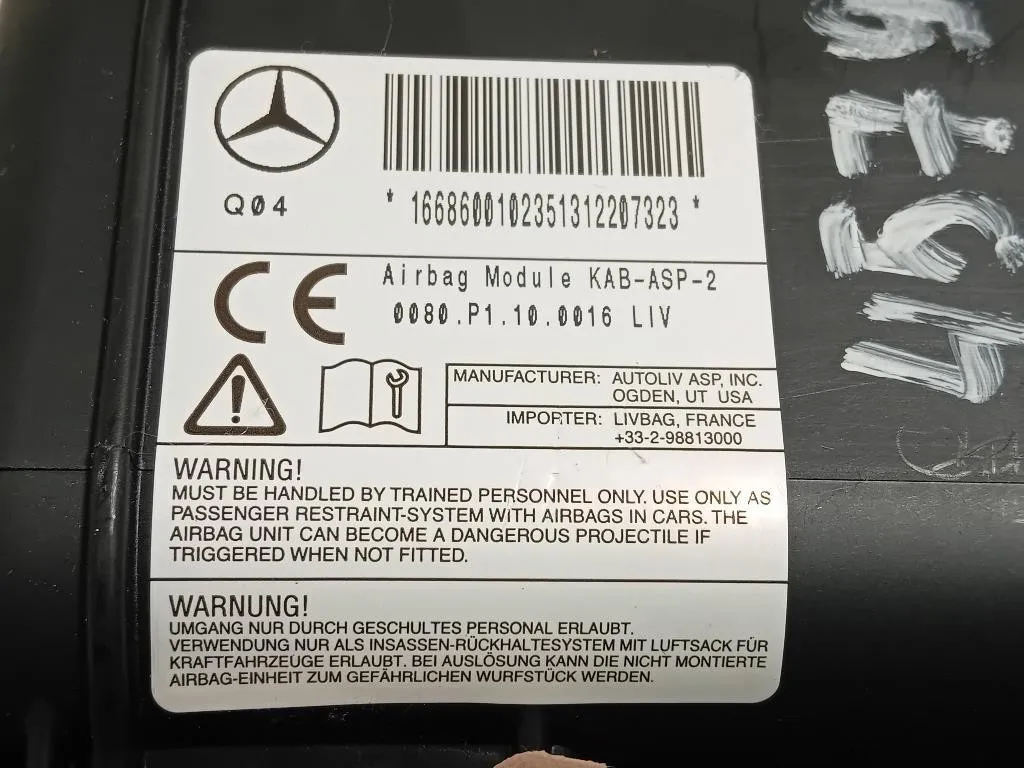 Q04
* 1668600102351312207323 *
CE
Airbag Module KAB-ASP-2
0080.P1.10.0016 LIV
MANUFACTURER: AUTOLIV ASP, INC.
OGDEN, UT USA
IMPORTER: LIVBAG, FRANCE
+33-2-98813000
WARNING!
MUST BE HANDLED BY TRAINED PERSONNEL ONLY. USE ONLY AS
PASSENGER RESTRAINT-SYSTEM WITH AIRBAGS IN CARS. THE
AIRBAG UNIT CAN BECOME A DANGEROUS PROJECTILE IF
TRIGGERED WHEN NOT FITTED.
WARNUNG!
UMGANG NUR DURCH GESCHULTES PERSONAL ERLAUBT.
VERWENDUNG NUR ALS INSASSEN-RÜCKHALTESYSTEM MIT LUFTSACK FÜR
KRAFTFAHRZEUGE ERLAUBT. BEI AUSLÖSUNG KANN DIE NICHT MONTIERTE
AIRBAG-EINHEIT ZUM GEFÄHRLICHEN WURFSTÜCK WERDEN.